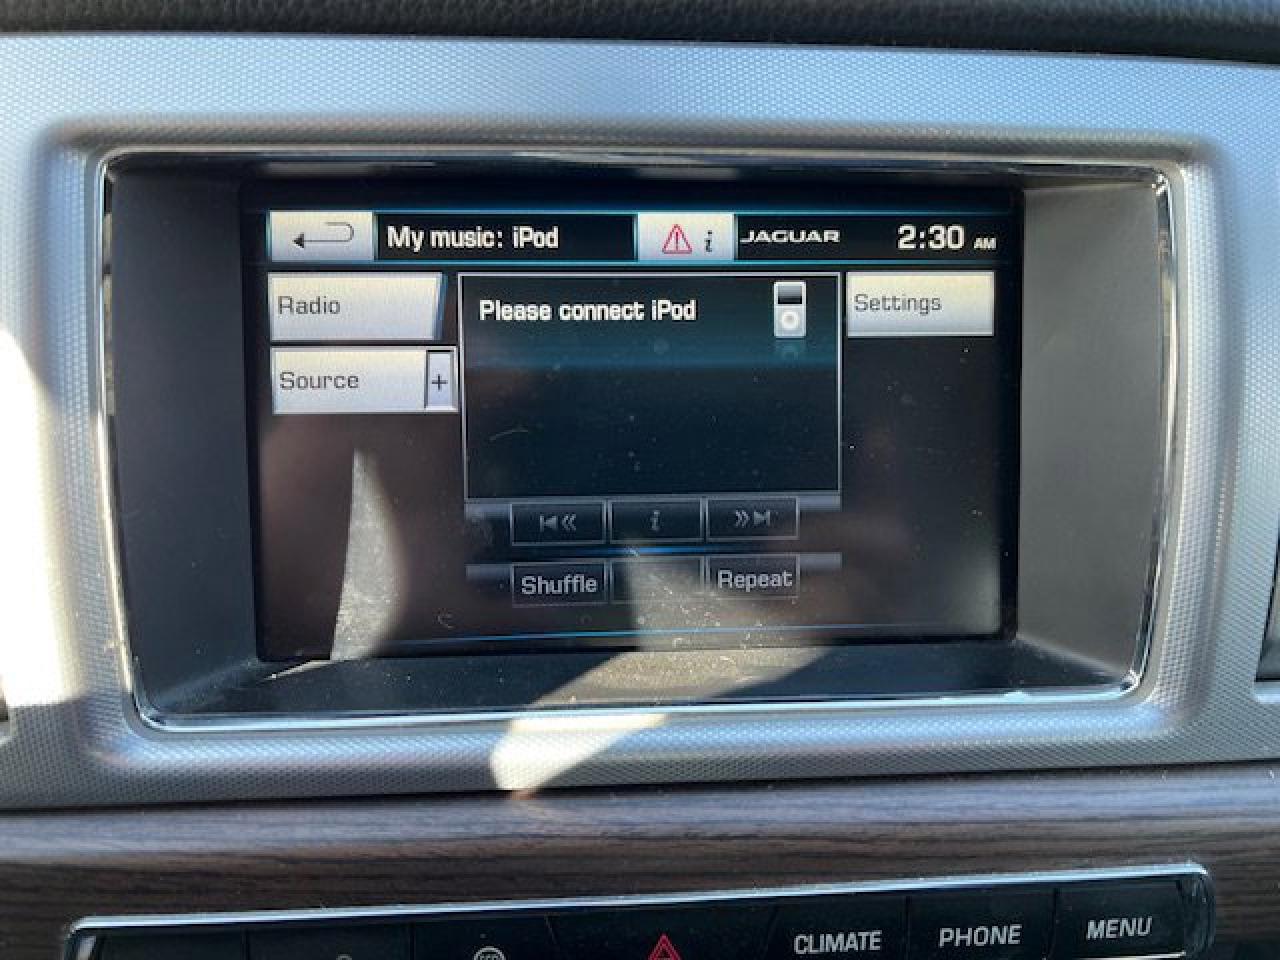 My music: iPod
i
JAGUAR
2:30 AM
Radio
Please connect iPod
Settings
Source +
i
Shuffle
Repeat
CLIMATE
PHONE
MENU